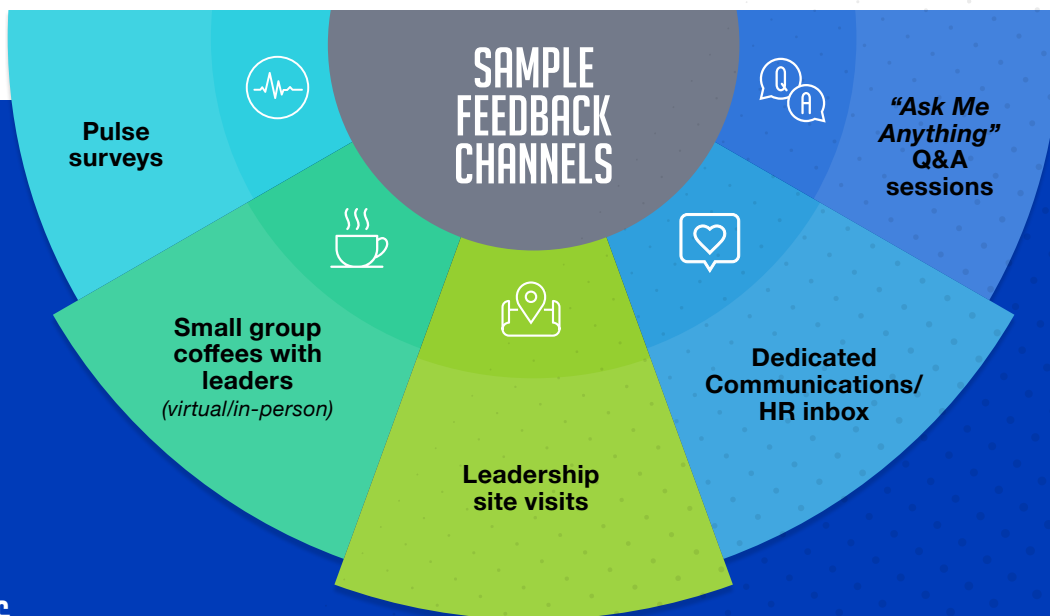 SAMPLE
FEEDBACK
CHANNELS
Pulse
surveys
Small group
coffees with
leaders
(virtual/in-person)
Leadership
site visits
Dedicated
Communications/
HR inbox
“Ask Me
Anything”
Q&A
sessions
Q
A